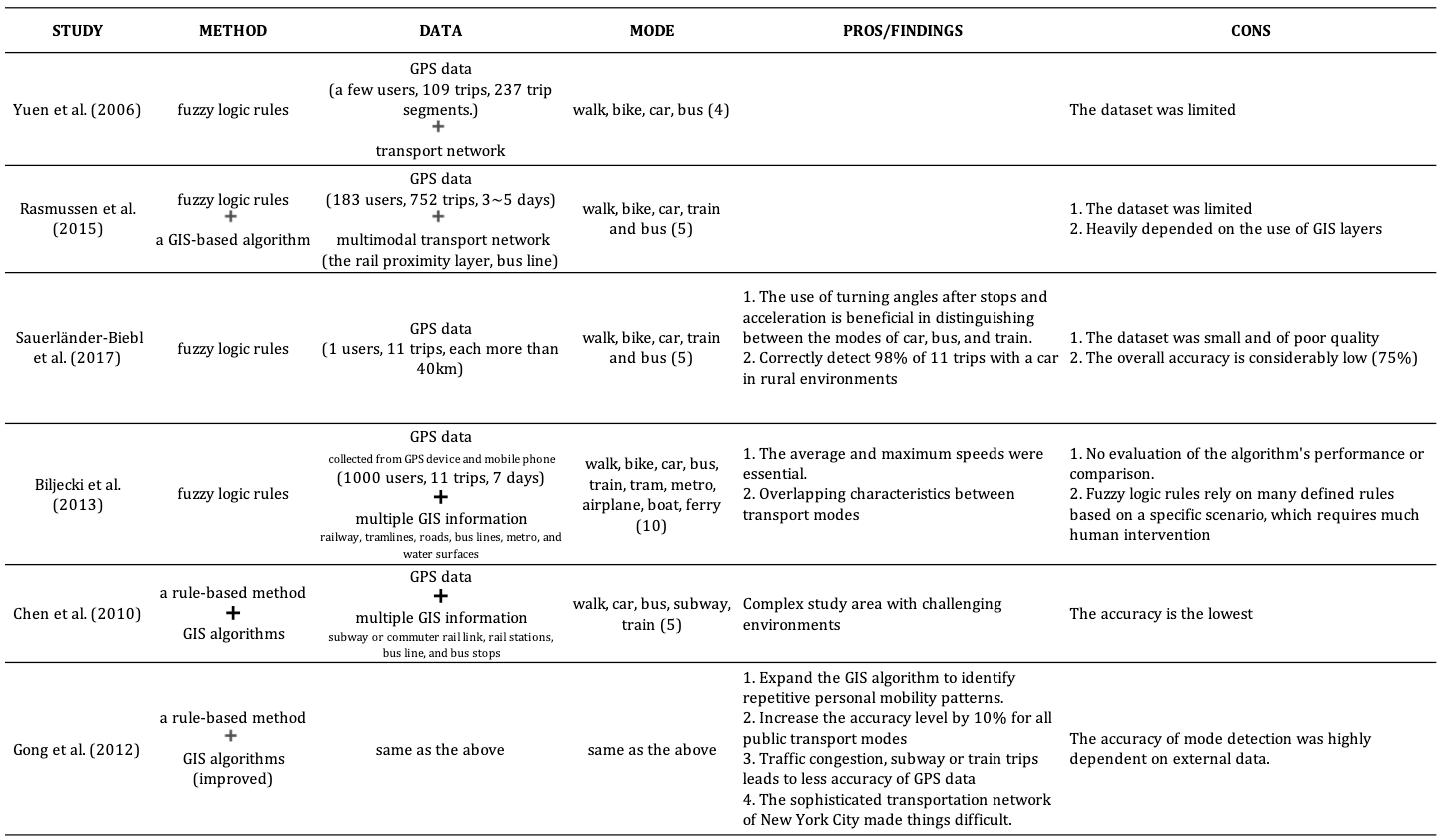 STUDY METHOD DATA MODE PROS/FINDINGS CONS
Yuen et al. (2006)
fuzzy logic rules
GPS data
(a few users, 109 trips, 237 trip
segments.)
+
transport network
walk, bike, car, bus (4)
The dataset was limited
Rasmussen et al.
(2015)
fuzzy logic rules
+
a GIS-based algorithm
GPS data
(183 users, 752 trips, 3~5 days)
+
multimodal transport network
(the rail proximity layer, bus line)
walk, bike, car, train
and bus (5)
1. The dataset was limited
2. Heavily depended on the use of GIS layers
Sauerländer-Biebl
et al. (2017)
fuzzy logic rules
GPS data
(1 users, 11 trips, each more than
40km)
walk, bike, car, train
and bus (5)
1. The use of turning angles after stops and
acceleration is beneficial in distinguishing
between the modes of car, bus, and train.
2. Correctly detect 98% of 11 trips with a car
in rural environments
1. The dataset was small and of poor quality
2. The overall accuracy is considerably low (75%)
Biljecki et al.
(2013)
fuzzy logic rules
GPS data
collected from GPS device and mobile phone
(1000 users, 11 trips, 7 days)
+
multiple GIS information
railway, tramlines, roads, bus lines, metro, and
water surfaces
walk, bike, car, bus,
train, tram, metro,
airplane, boat, ferry
(10)
1. The average and maximum speeds were
essential.
2. Overlapping characteristics between
transport modes
1. No evaluation of the algorithm's performance or
comparison.
2. Fuzzy logic rules rely on many defined rules
based on a specific scenario, which requires much
human intervention
Chen et al. (2010)
a rule-based method
+
GIS algorithms
GPS data
+
multiple GIS information
subway or commuter rail link, rail stations,
bus line, and bus stops
walk, car, bus, subway,
train (5)
Complex study area with challenging
environments
The accuracy is the lowest
Gong et al. (2012)
a rule-based method
+
GIS algorithms
(improved)
same as the above
same as the above
1. Expand the GIS algorithm to identify
repetitive personal mobility patterns.
2. Increase the accuracy level by 10% for all
public transport modes
3. Traffic congestion, subway or train trips
leads to less accuracy of GPS data
4. The sophisticated transportation network
of New York City made things difficult.
The accuracy of mode detection was highly
dependent on external data.